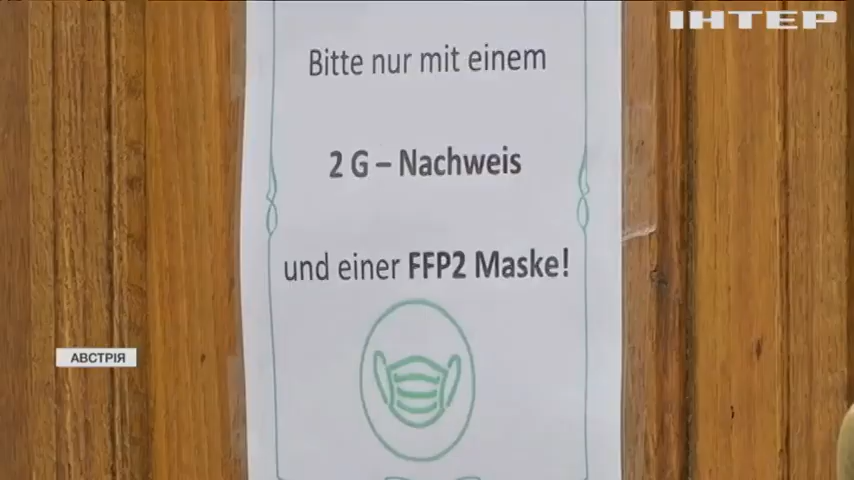 ІНТЕР
Bitte nur mit einem
2 G – Nachweis
und einer FFP2 Maske!
АВСТРІЯ